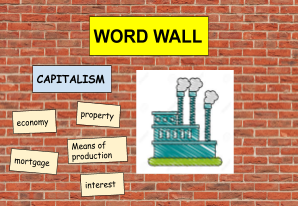 WORD WALL
CAPITALISM
economy
property
mortgage
Means of
production
interest